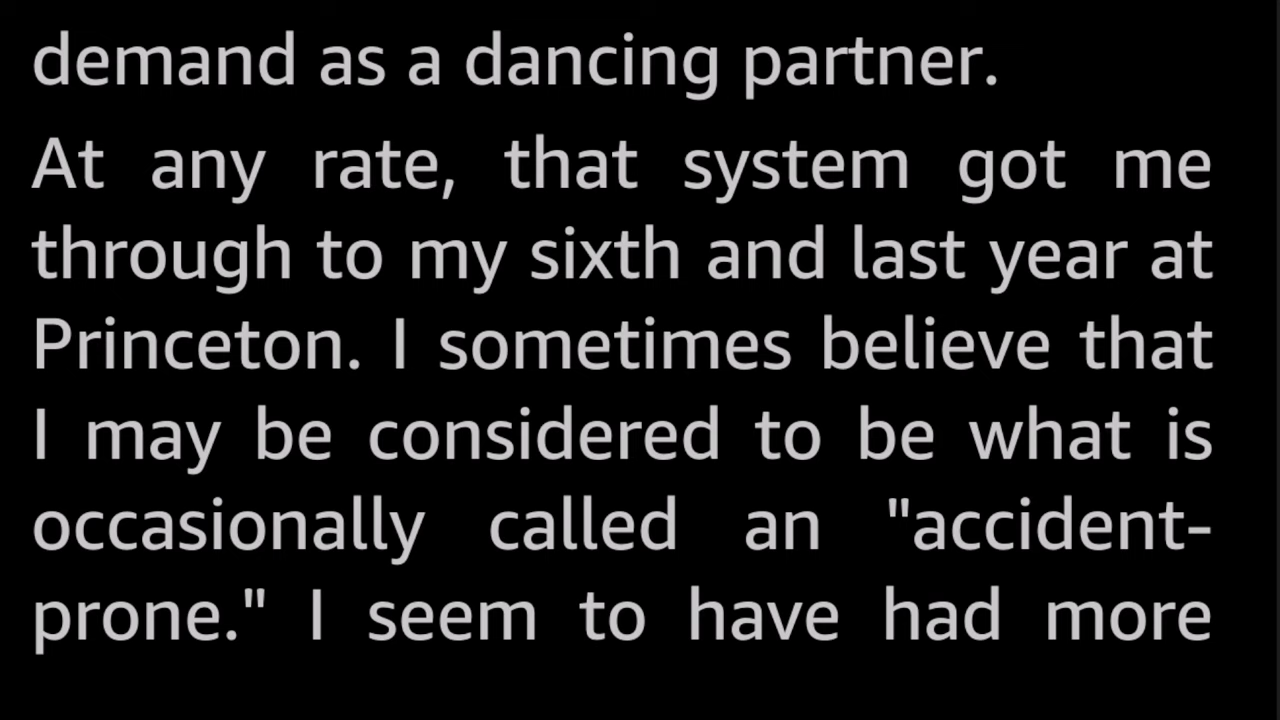 demand as a dancing partner.
At any rate, that system got me
through to my sixth and last year at
Princeton. I sometimes believe that
I may be considered to be what is
occasionally called an "accident-
prone." I seem to have had more